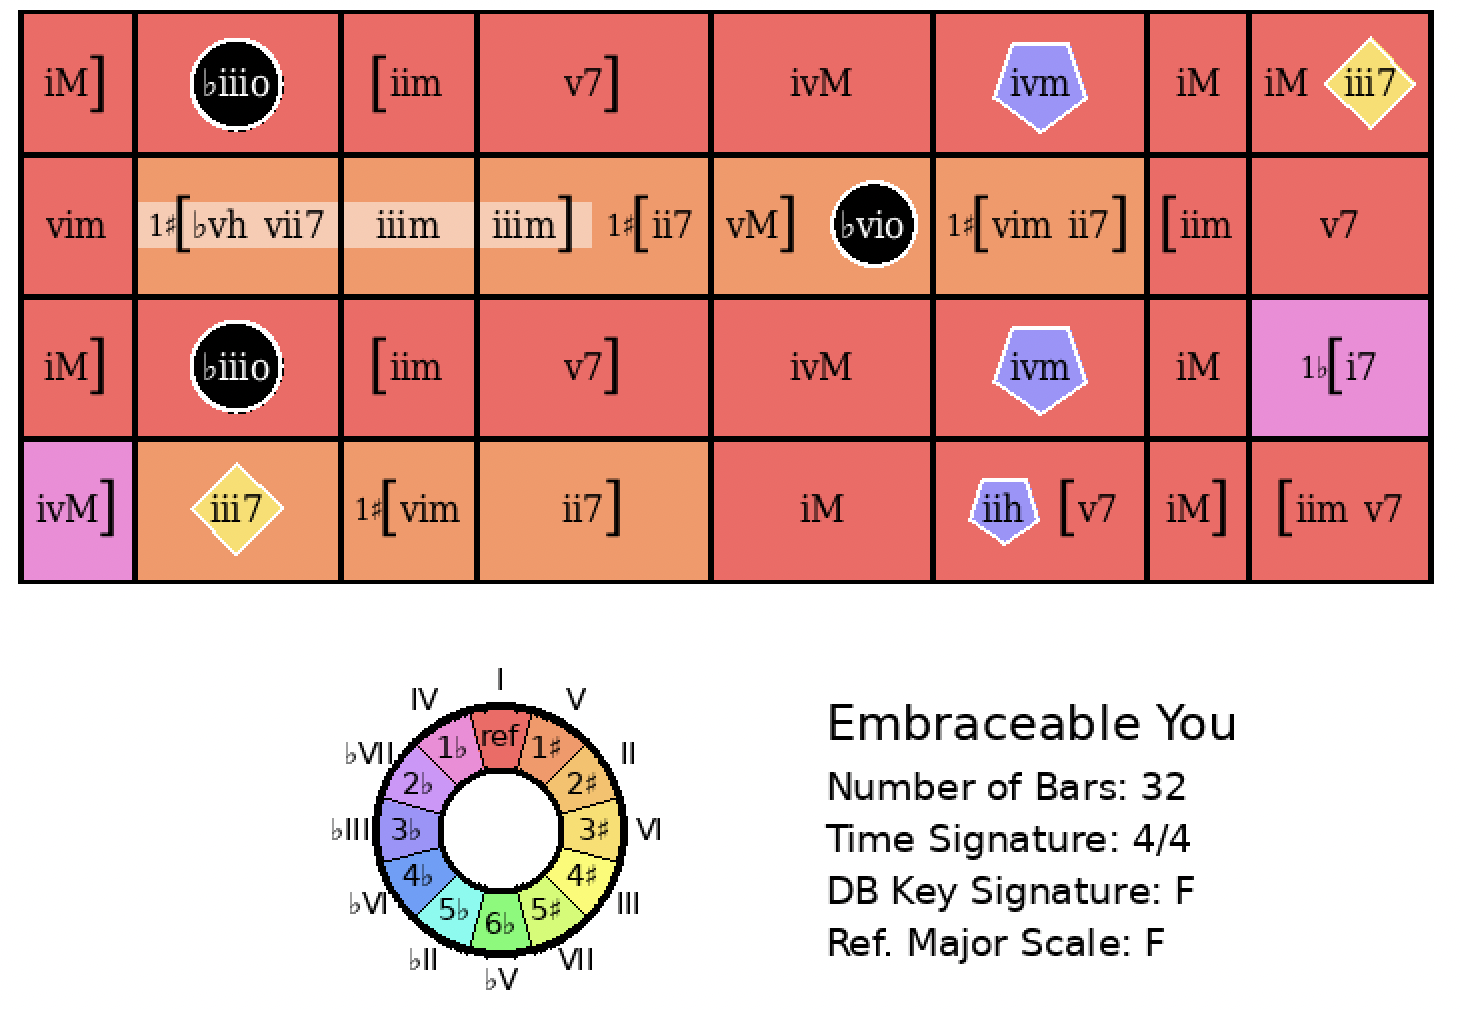 iM] ♭iiio [iim v7] ivM ivm iM iM iii7
vim 1♯[♭vh vii7 iiim iiim] 1♯[ii7 vM] ♭vio 1♯[vim ii7] [iim v7
iM] ♭iiio [iim v7] ivM ivm iM 1♭[i7
ivM] iii7 1♯[vim ii7] iM iih [v7 iM] [iim v7
I
IV V
♭VII II
♭III VI
♭VI III
♭II VII
♭V
ref
1♭ 1♯
2♭ 2♯
3♭ 3♯
4♭ 4♯
5♭ 5♯
6♭
Embraceable You
Number of Bars: 32
Time Signature: 4/4
DB Key Signature: F
Ref. Major Scale: F